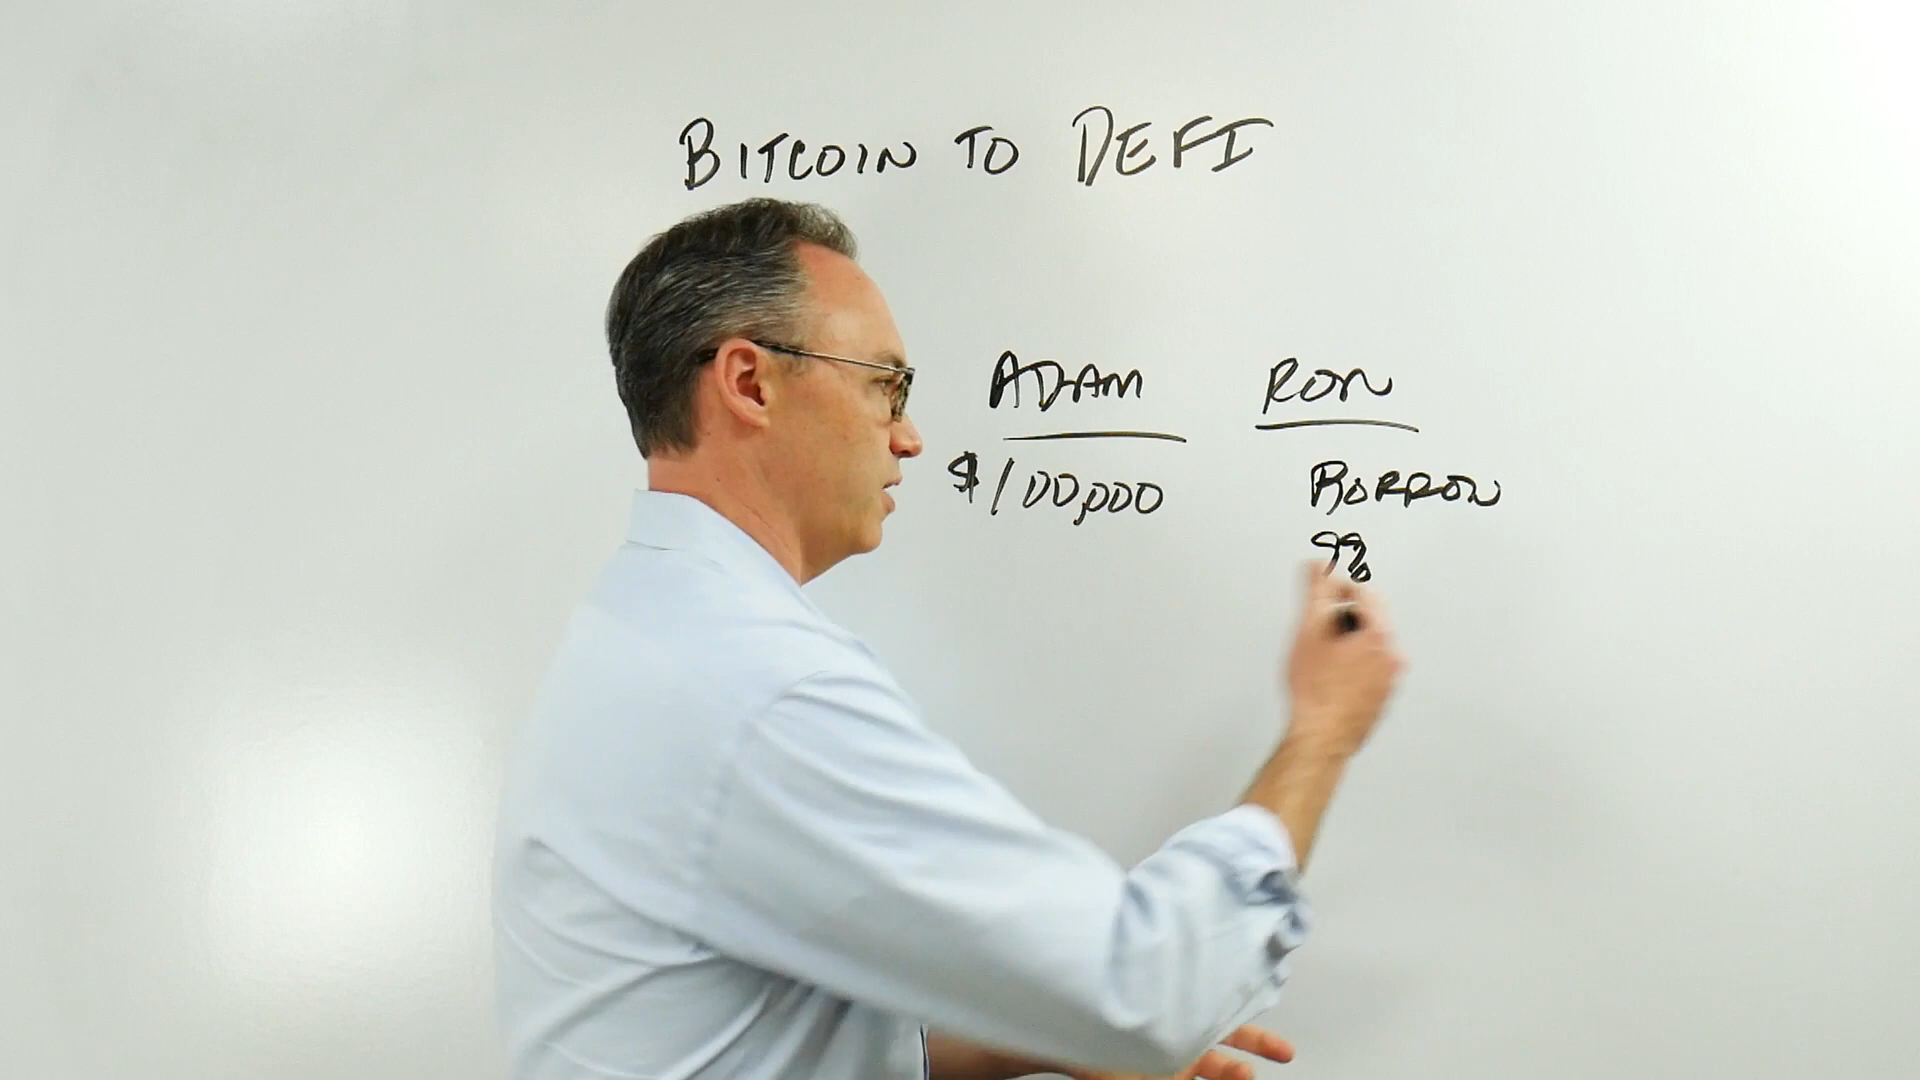 BITCOIN TO DEFI
ADAM RON
$100,000 BORROW
9%